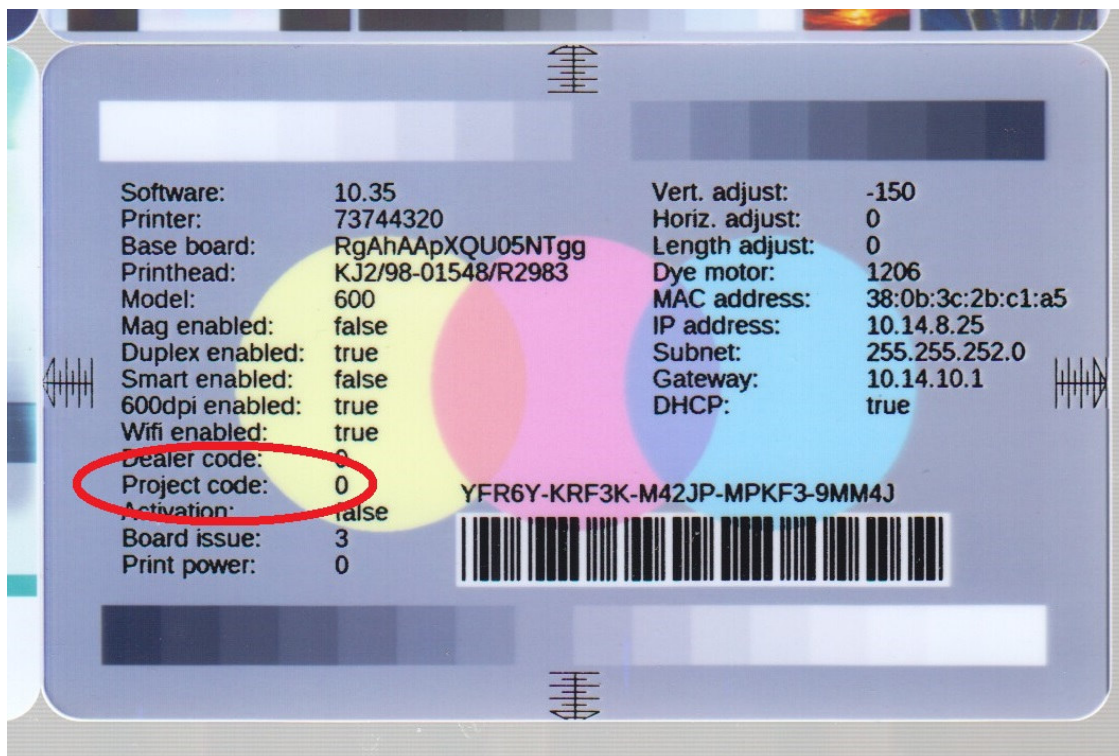 Software: 10.35
Printer: 73744320
Base board: RgAhAApXQU05NTgg
Printhead: KJ2/98-01548/R2983
Model: 600
Mag enabled: false
Duplex enabled: true
Smart enabled: false
600dpi enabled: true
Wifi enabled: true
Dealer code: 0
Project code: 0
Activation: false
Board issue: 3
Print power: 0
Vert. adjust: -150
Horiz. adjust: 0
Length adjust: 0
Dye motor: 1206
MAC address: 38:0b:3c:2b:c1:a5
IP address: 10.14.8.25
Subnet: 255.255.252.0
Gateway: 10.14.10.1
DHCP: true
YFR6Y-KRF3K-M42JP-MPKF3-9MM4J